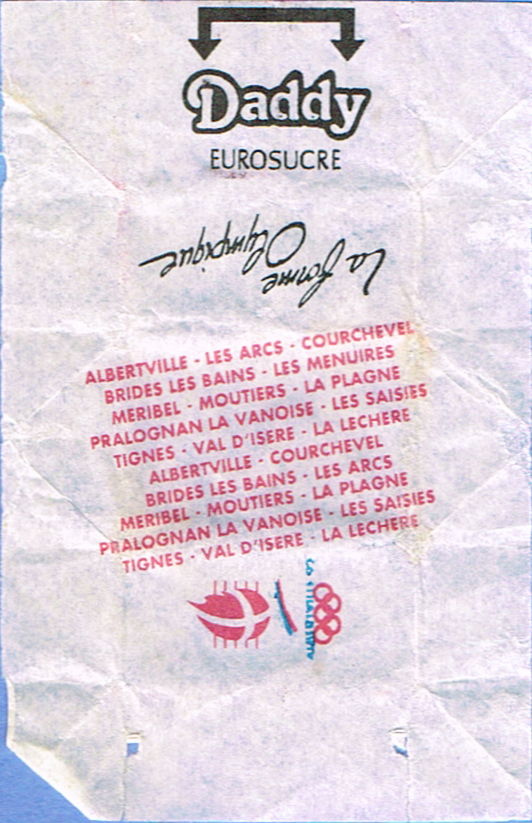 Daddy
EUROSUCRE
La forme
Olympique
ALBERTVILLE - LES ARCS - COURCHEVEL
BRIDES LES BAINS - LES MENUIRES
MERIBEL - MOUTIERS - LA PLAGNE
PRALOGNAN LA VANOISE - LES SAISIES
TIGNES - VAL D'ISERE - LA LECHERE
ALBERTVILLE - COURCHEVEL
BRIDES LES BAINS - LES ARCS
MERIBEL - MOUTIERS - LA PLAGNE
PRALOGNAN LA VANOISE - LES SAISIES
TIGNES - VAL D'ISERE - LA LECHERE